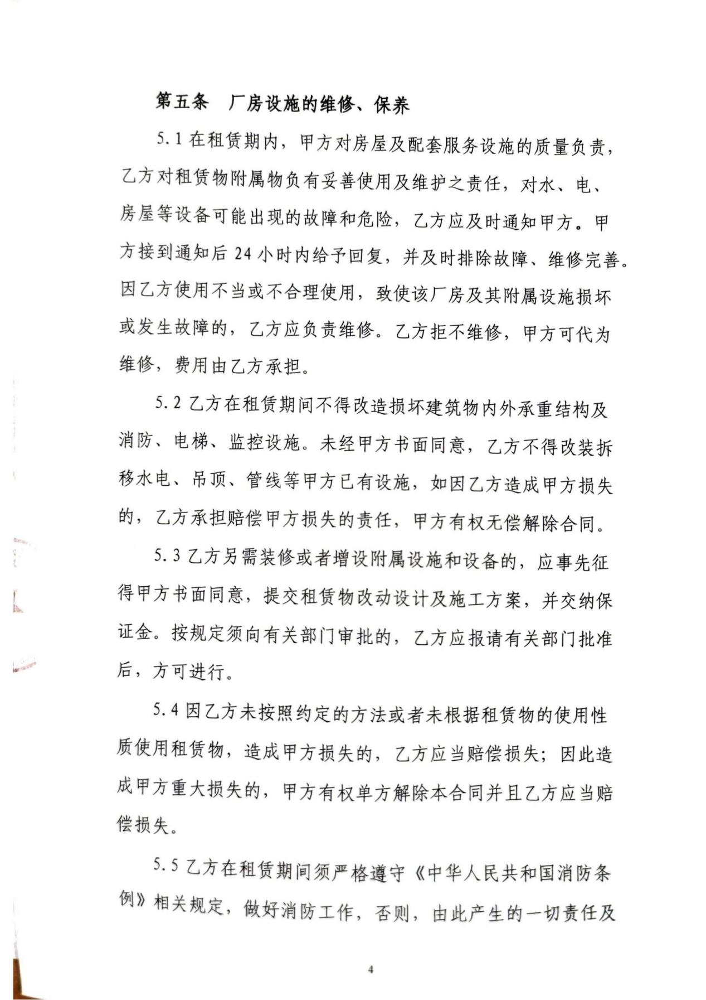 第五条 厂房设施的维修、保养
5.1 在租赁期内，甲方对房屋及配套服务设施的质量负责，
乙方对租赁物附属物负有妥善使用及维护之责任，对水、电、
房屋等设备可能出现的故障和危险，乙方应及时通知甲方。甲
方接到通知后 24 小时内给予回复，并及时排除故障、维修完善。
因乙方使用不当或不合理使用，致使该厂房及其附属设施损坏
或发生故障的，乙方应负责维修。乙方拒不维修，甲方可代为
维修，费用由乙方承担。
5.2 乙方在租赁期间不得改造损坏建筑物内外承重结构及
消防、电梯、监控设施。未经甲方书面同意，乙方不得改装拆
移水电、吊顶、管线等甲方已有设施，如因乙方造成甲方损失
的，乙方承担赔偿甲方损失的责任，甲方有权无偿解除合同。
5.3 乙方另需装修或者增设附属设施和设备的，应事先征
得甲方书面同意，提交租赁物改动设计及施工方案，并交纳保
证金。按规定须向有关部门审批的，乙方应报请有关部门批准
后，方可进行。
5.4 因乙方未按照约定的方法或者未根据租赁物的使用性
质使用租赁物，造成甲方损失的，乙方应当赔偿损失；因此造
成甲方重大损失的，甲方有权单方解除本合同并且乙方应当赔
偿损失。
5.5 乙方在租赁期间须严格遵守《中华人民共和国消防条
例》相关规定，做好消防工作，否则，由此产生的一切责任及
4